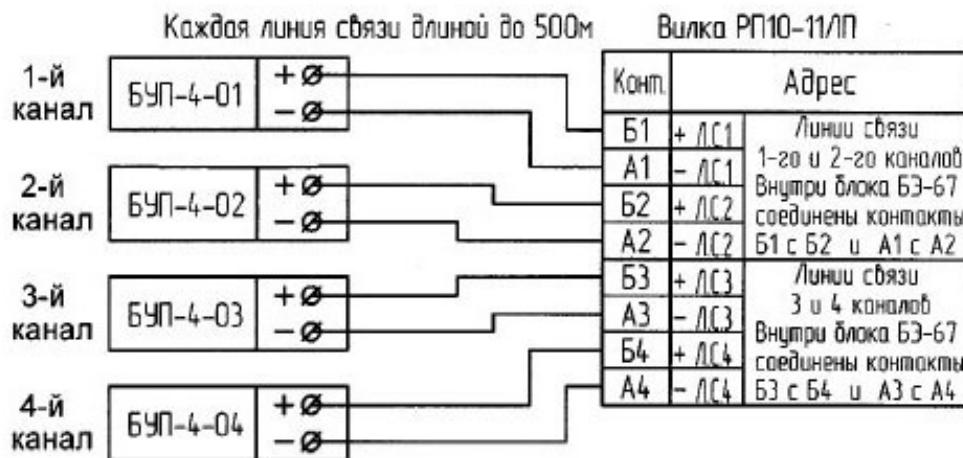 Каждая линия связи длиной до 500м
Вилка РП10-11/ЛП
1-й
канал
БУП-4-01
+
-
2-й
канал
БУП-4-02
+
-
3-й
канал
БУП-4-03
+
-
4-й
канал
БУП-4-04
+
-
Конт. Адрес
Б1 + ЛС1
А1 - ЛС1
Б2 + ЛС2
А2 - ЛС2
Линии связи
1-го и 2-го каналов
Внутри блока БЭ-67
соединены контакты
Б1 с Б2 и А1 с А2
Б3 + ЛС3
А3 - ЛС3
Б4 + ЛС4
А4 - ЛС4
Линии связи
3 и 4 каналов
Внутри блока БЭ-67
соединены контакты
Б3 с Б4 и А3 с А4